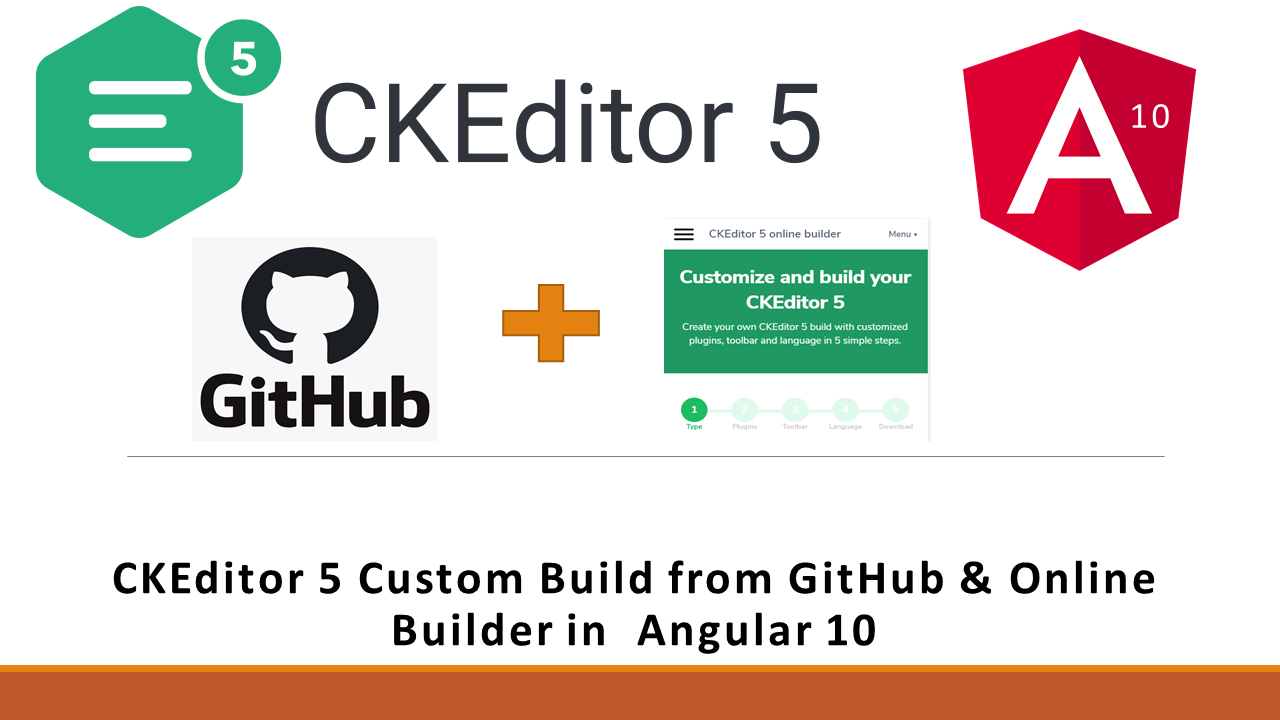 5
CKEditor 5
A
10
GitHub
CKEditor 5 online builder
Menu ▾
Customize and build your
CKEditor 5
Create your own CKEditor 5 build with customized
plugins, toolbar and language in 5 simple steps.
1 2 3 4 5
Type Plugins Toolbar Language Download
CKEditor 5 Custom Build from GitHub & Online
Builder in Angular 10